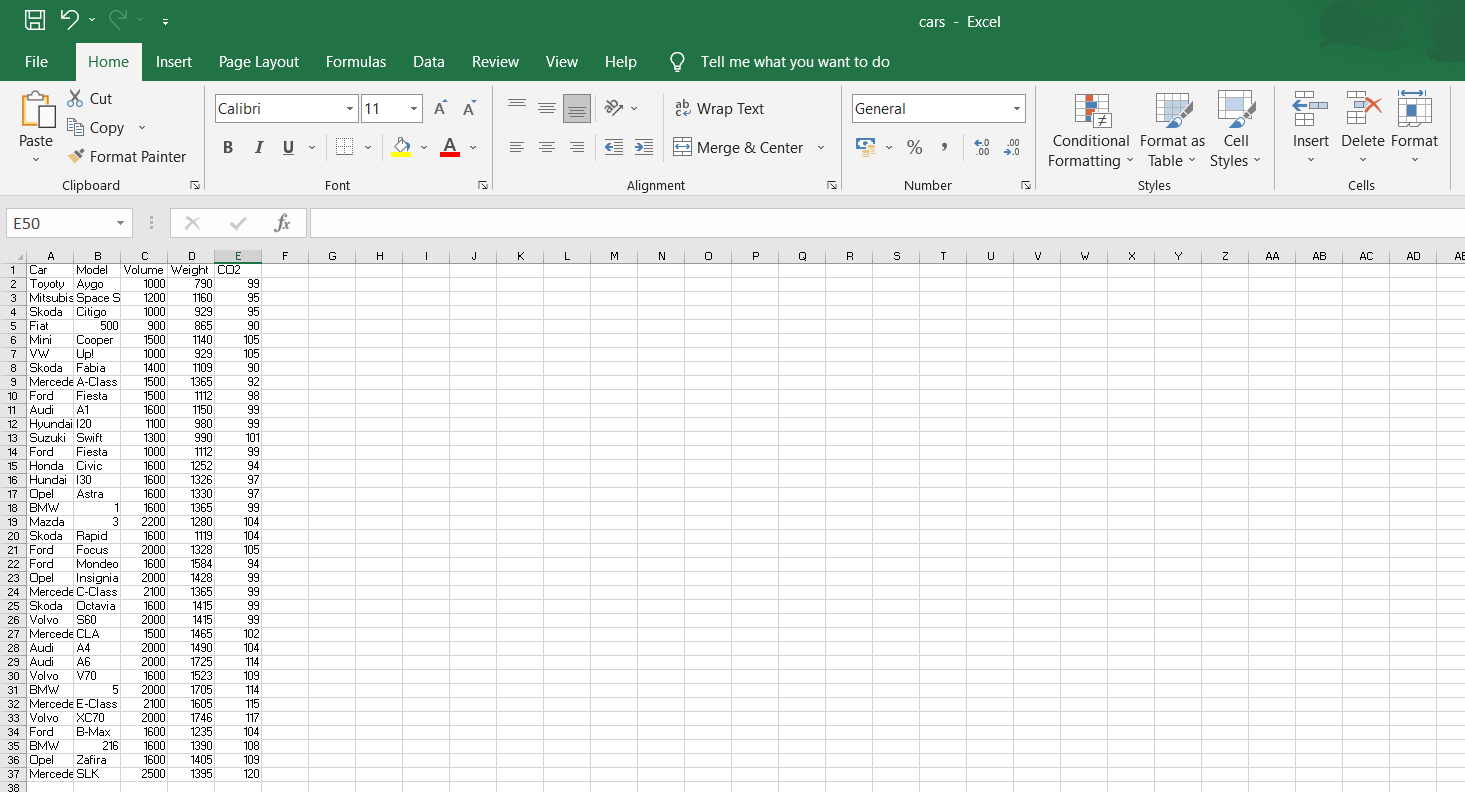 cars - Excel
File Home Insert Page Layout Formulas Data Review View Help Tell me what you want to do
Paste
Cut
Copy
Format Painter
Clipboard
Calibri 11
B I U A
Font
ab Wrap Text
Merge & Center
Alignment
General
% ,
Number
Conditional Formatting
Format as Table
Cell Styles
Styles
Insert Delete Format
Cells
E50 fx
A B C D E F G H I J K L M N O P Q R S T U V W X Y Z AA AB AC AD AE
1 Car Model Volume Weight CO2
2 Toyoty Aygo 1000 790 99
3 Mitsubis Space S 1200 1160 95
4 Skoda Citigo 1000 929 95
5 Fiat 500 900 865 90
6 Mini Cooper 1500 1140 105
7 VW Up! 1000 929 105
8 Skoda Fabia 1400 1109 90
9 Mercede A-Class 1500 1365 92
10 Ford Fiesta 1500 1112 98
11 Audi A1 1600 1150 99
12 Hyundai I20 1100 980 99
13 Suzuki Swift 1300 990 101
14 Ford Fiesta 1000 1112 99
15 Honda Civic 1600 1252 94
16 Hundai I30 1600 1326 97
17 Opel Astra 1600 1330 97
18 BMW 1 1600 1365 99
19 Mazda 3 2200 1280 104
20 Skoda Rapid 1600 1119 104
21 Ford Focus 2000 1328 105
22 Ford Mondeo 1600 1584 94
23 Opel Insignia 2000 1428 99
24 Mercede C-Class 2100 1365 99
25 Skoda Octavia 1600 1415 99
26 Volvo S60 2000 1415 99
27 Mercede CLA 1500 1465 102
28 Audi A4 2000 1490 104
29 Audi A6 2000 1725 114
30 Volvo V70 1600 1523 109
31 BMW 5 2000 1705 114
32 Mercede E-Class 2100 1605 115
33 Volvo XC70 2000 1746 117
34 Ford B-Max 1600 1235 104
35 BMW 216 1600 1390 108
36 Opel Zafira 1600 1405 109
37 Mercede SLK 2500 1395 120
38